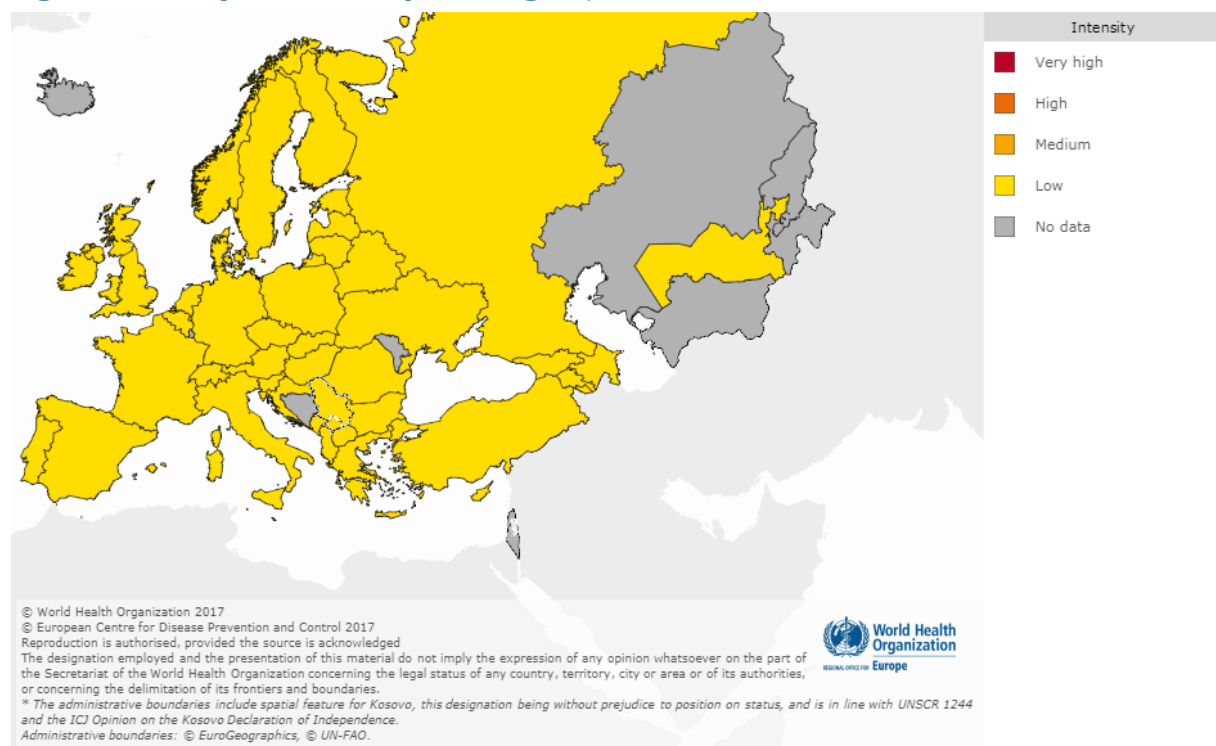 Intensity
Very high
High
Medium
Low
No data
© World Health Organization 2017
© European Centre for Disease Prevention and Control 2017
Reproduction is authorised, provided the source is acknowledged
The designation employed and the presentation of this material do not imply the expression of any opinion whatsoever on the part of
the Secretariat of the World Health Organization concerning the legal status of any country, territory, city or area or of its authorities,
or concerning the delimitation of its frontiers and boundaries.
* The administrative boundaries include spatial feature for Kosovo, this designation being without prejudice to position on status, and is in line with UNSCR 1244
and the ICJ Opinion on the Kosovo Declaration of Independence.
Administrative boundaries: © EuroGeographics, © UN-FAO.
World Health
Organization
REGIONAL OFFICE FOR Europe